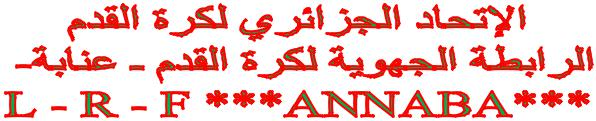 الإتحاد الجزائري لكرة القدم
الرابطة الجهوية لكرة القدم - عنابة-
L - R - F ***ANNABA***